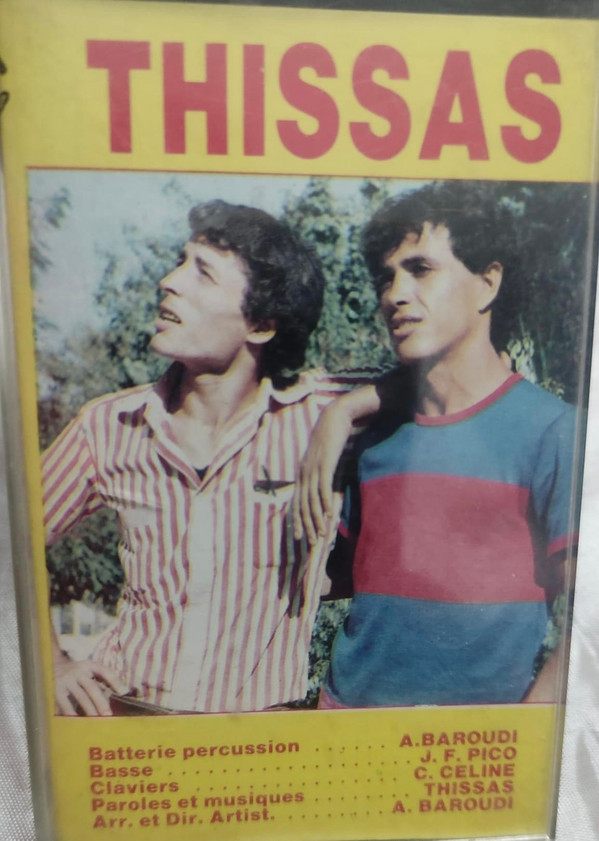 THISSAS
Batterie percussion ...... A.BAROUDI
Basse .................... J. F. PICO
Claviers ................. C. CELINE
Paroles et musiques ........ THISSAS
Arr. et Dir. Artist. ........ A. BAROUDI